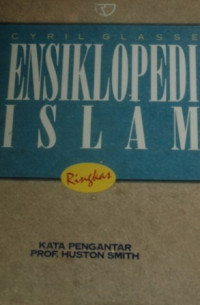 CYRIL GLASSE
ENSIKLOPEDI
ISLAM
Ringkas
KATA PENGANTAR
PROF. HUSTON SMITH